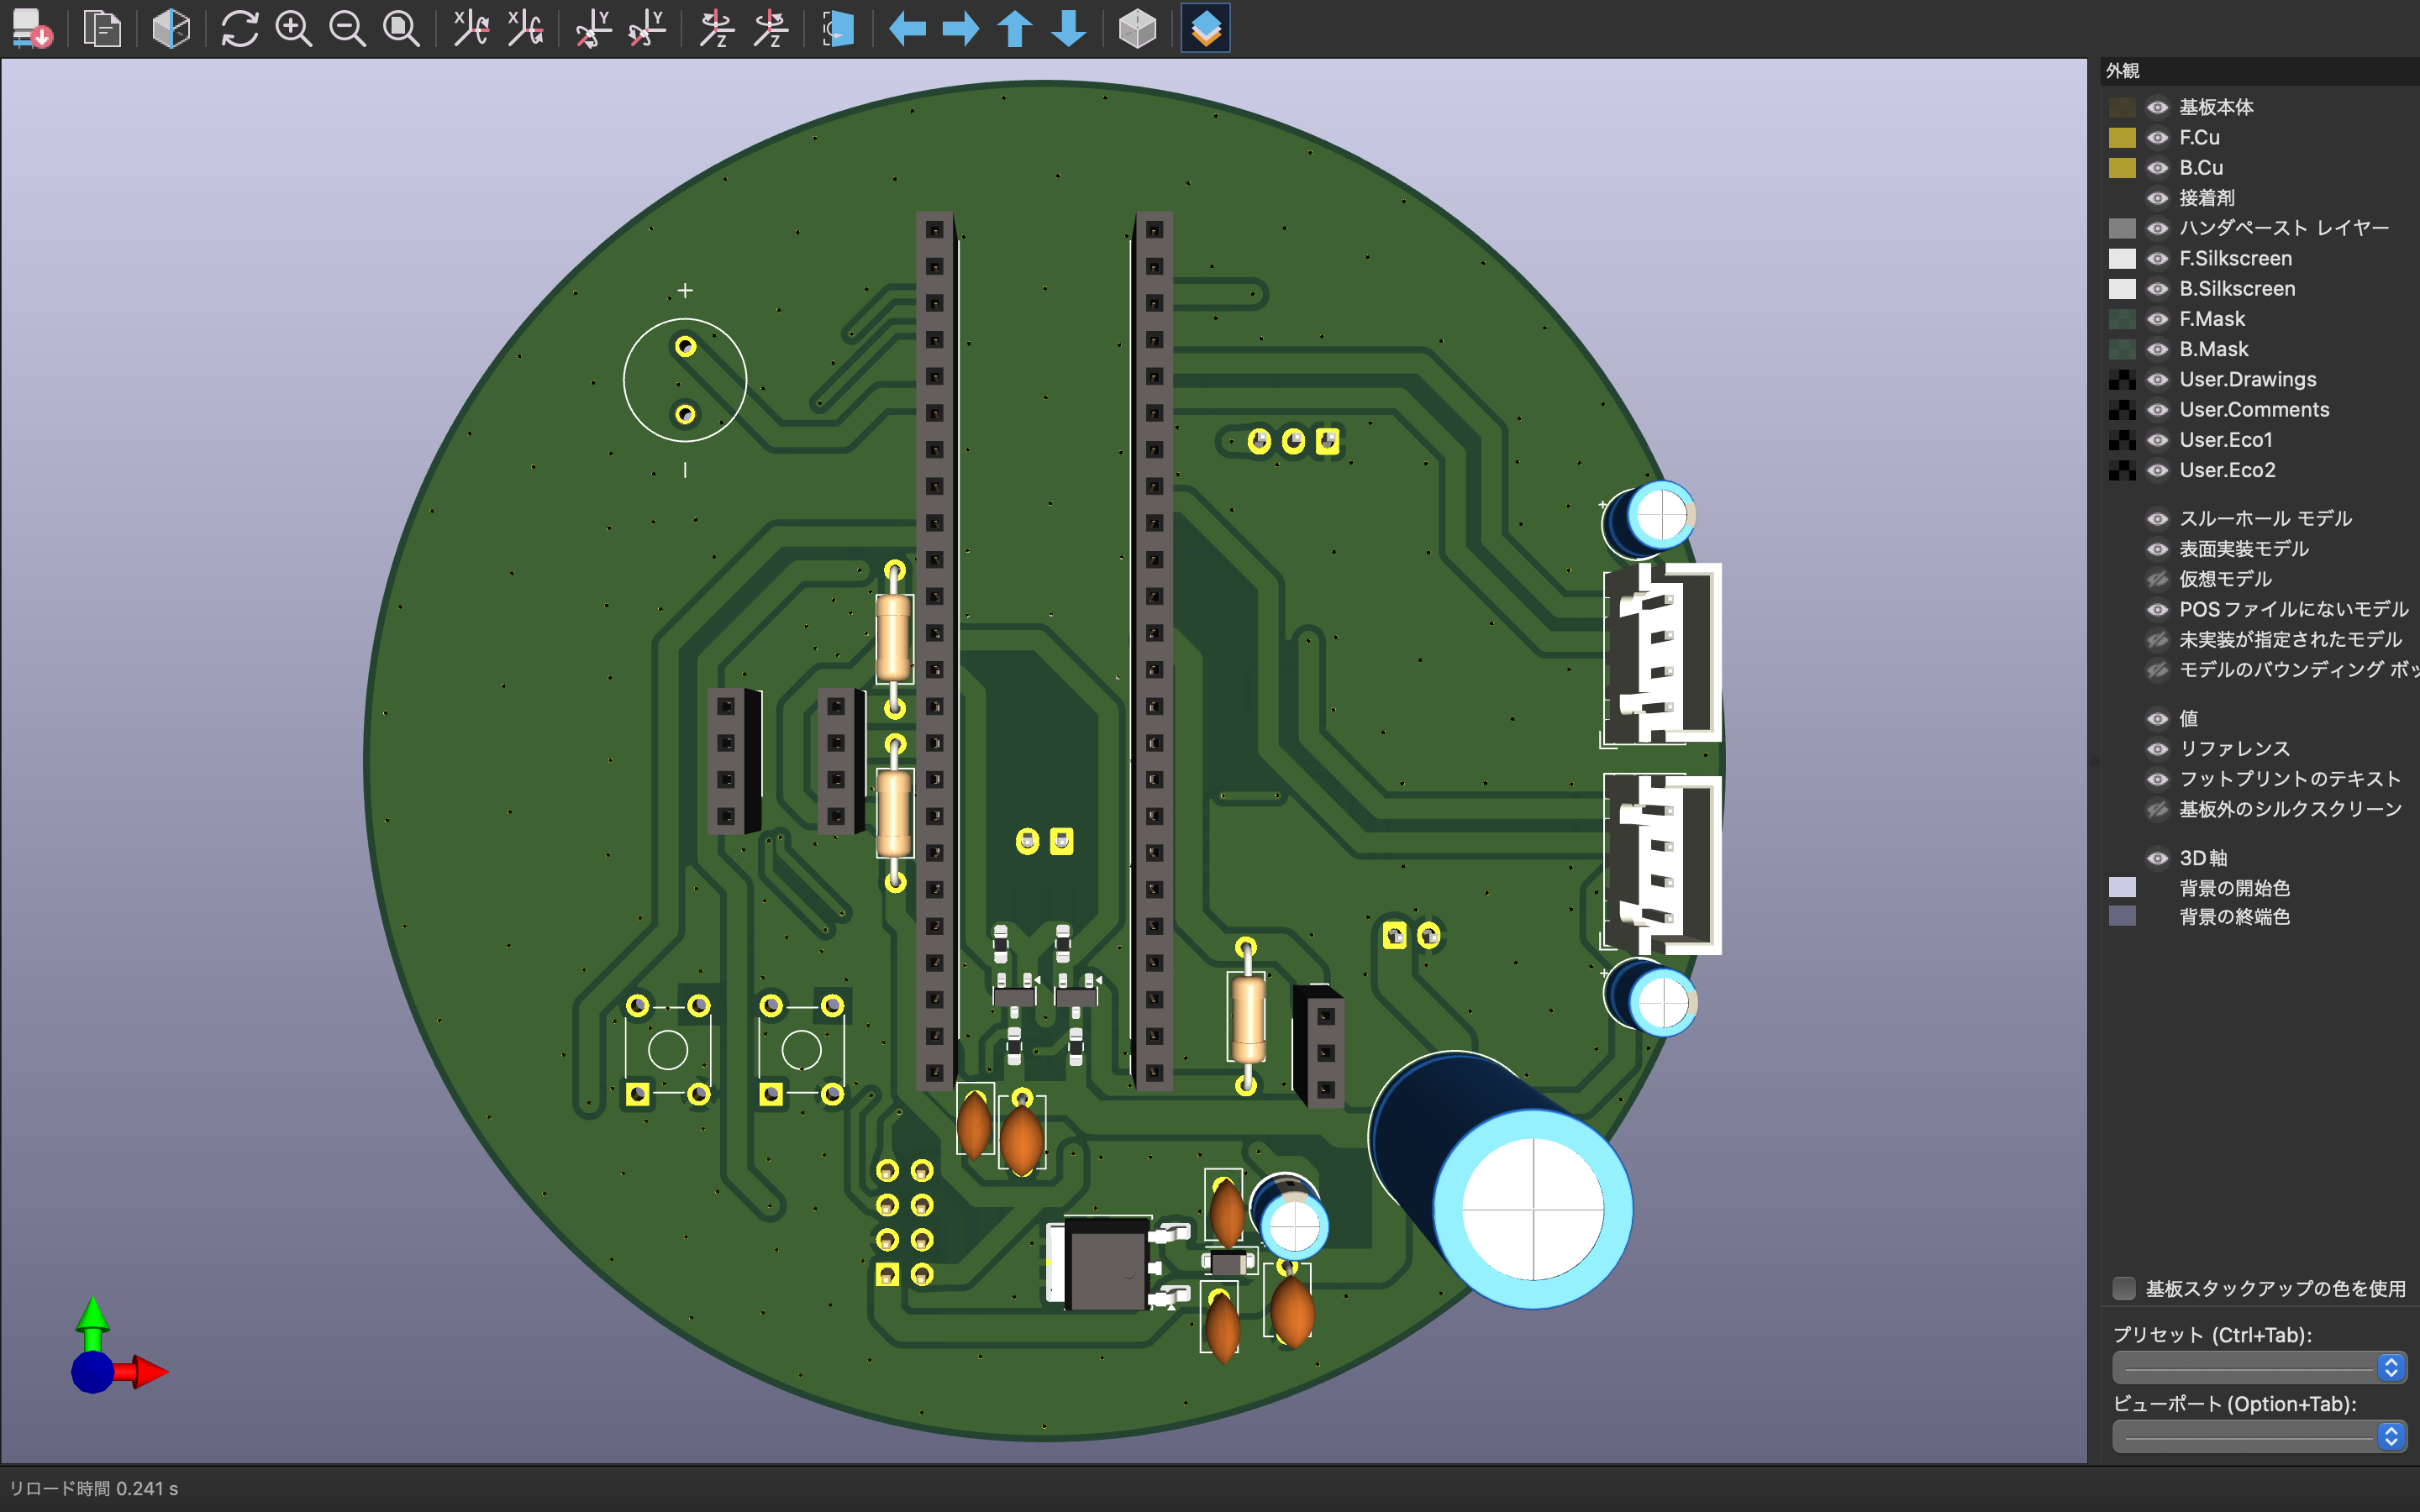 X
X
Y
Y
Z
Z
外観
基板本体
F.Cu
B.Cu
接着剤
ハンダペースト レイヤー
F.Silkscreen
B.Silkscreen
F.Mask
B.Mask
User.Drawings
User.Comments
User.Eco1
User.Eco2
スルーホール モデル
表面実装モデル
仮想モデル
POSファイルにないモデル
未実装が指定されたモデル
モデルのバウンディング ボッ
値
リファレンス
フットプリントのテキスト
基板外のシルクスクリーン
3D軸
背景の開始色
背景の終端色
基板スタックアップの色を使用
プリセット (Ctrl+Tab):
ビューポート (Option+Tab):
リロード時間 0.241 s